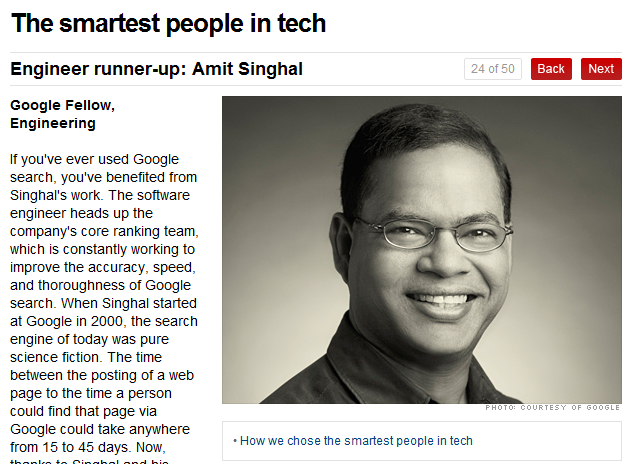 The smartest people in tech
Engineer runner-up: Amit Singhal
24 of 50
Back
Next
Google Fellow,
Engineering
If you've ever used Google
search, you've benefited from
Singhal's work. The software
engineer heads up the
company's core ranking team,
which is constantly working to
improve the accuracy, speed,
and thoroughness of Google
search. When Singhal started
at Google in 2000, the search
engine of today was pure
science fiction. The time
between the posting of a web
page to the time a person
could find that page via
Google could take anywhere
from 15 to 45 days. Now,
thanks to Singhal and his
PHOTO: COURTESY OF GOOGLE
• How we chose the smartest people in tech